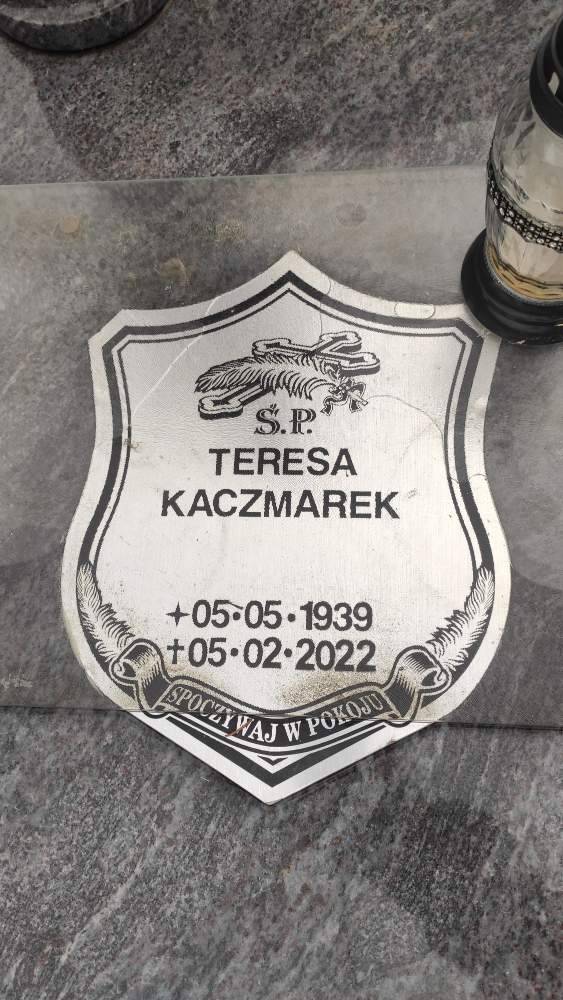 Ś.P.
TERESA
KACZMAREK
✦05•05•1939
†05•02•2022
SPOCZYWAJ W POKOJU